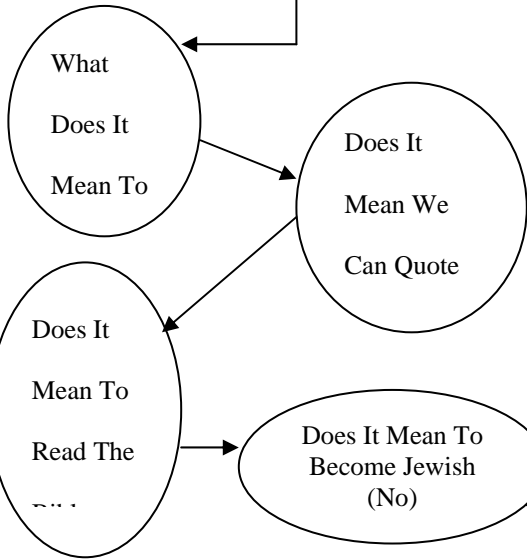 What
Does It
Mean To
Does It
Mean We
Can Quote
Does It
Mean To
Read The
Does It Mean To
Become Jewish
(No)